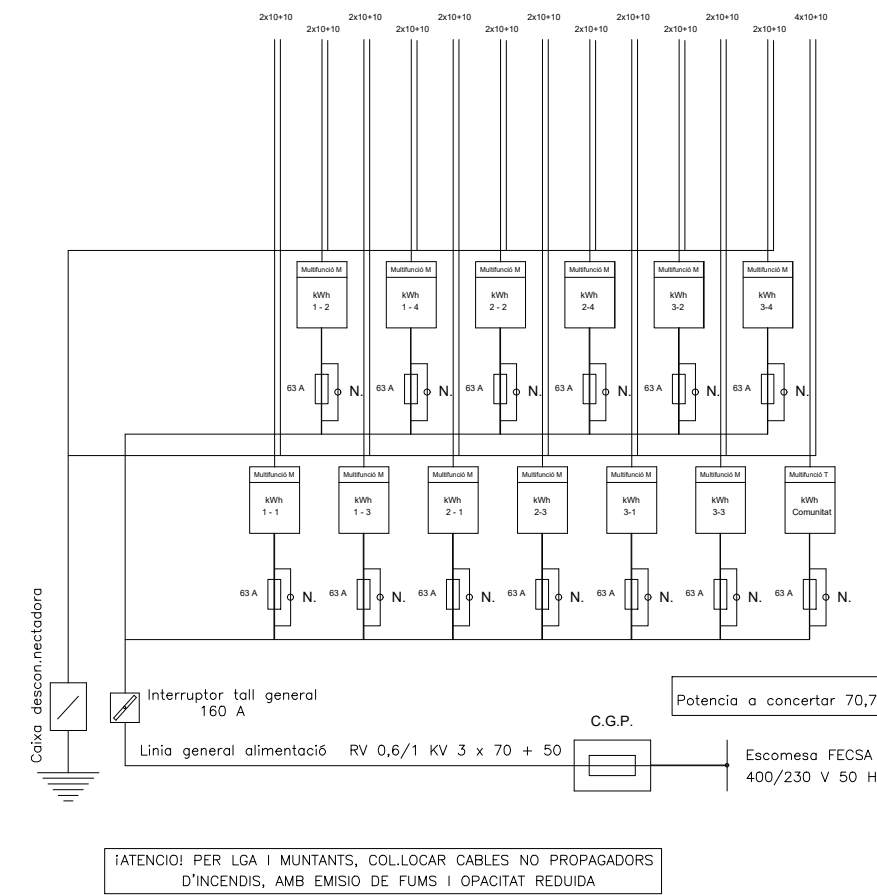 2x10+10 2x10+10 2x10+10 2x10+10 2x10+10 2x10+10 4x10+10
2x10+10 2x10+10 2x10+10 2x10+10 2x10+10 2x10+10
Multifunció M Multifunció M Multifunció M Multifunció M Multifunció M Multifunció M
kWh kWh kWh kWh kWh kWh
1 - 2 1 - 4 2 - 2 2-4 3-2 3-4
63 A N. 63 A N. 63 A N. 63 A N. 63 A N. 63 A N.
Multifunció M Multifunció M Multifunció M Multifunció M Multifunció M Multifunció M Multifunció T
kWh kWh kWh kWh kWh kWh kWh
1 - 1 1 - 3 2 - 1 2-3 3-1 3-3 Comunitat
63 A N. 63 A N. 63 A N. 63 A N. 63 A N. 63 A N. 63 A N.
Caixa descon.nectadora
Interruptor tall general
160 A
Potencia a concertar 70,7
C.G.P.
Linia general alimentació RV 0,6/1 KV 3 x 70 + 50
Escomesa FECSA
400/230 V 50 H
¡ATENCIO! PER LGA I MUNTANTS, COL.LOCAR CABLES NO PROPAGADORS
D'INCENDIS, AMB EMISIO DE FUMS I OPACITAT REDUIDA